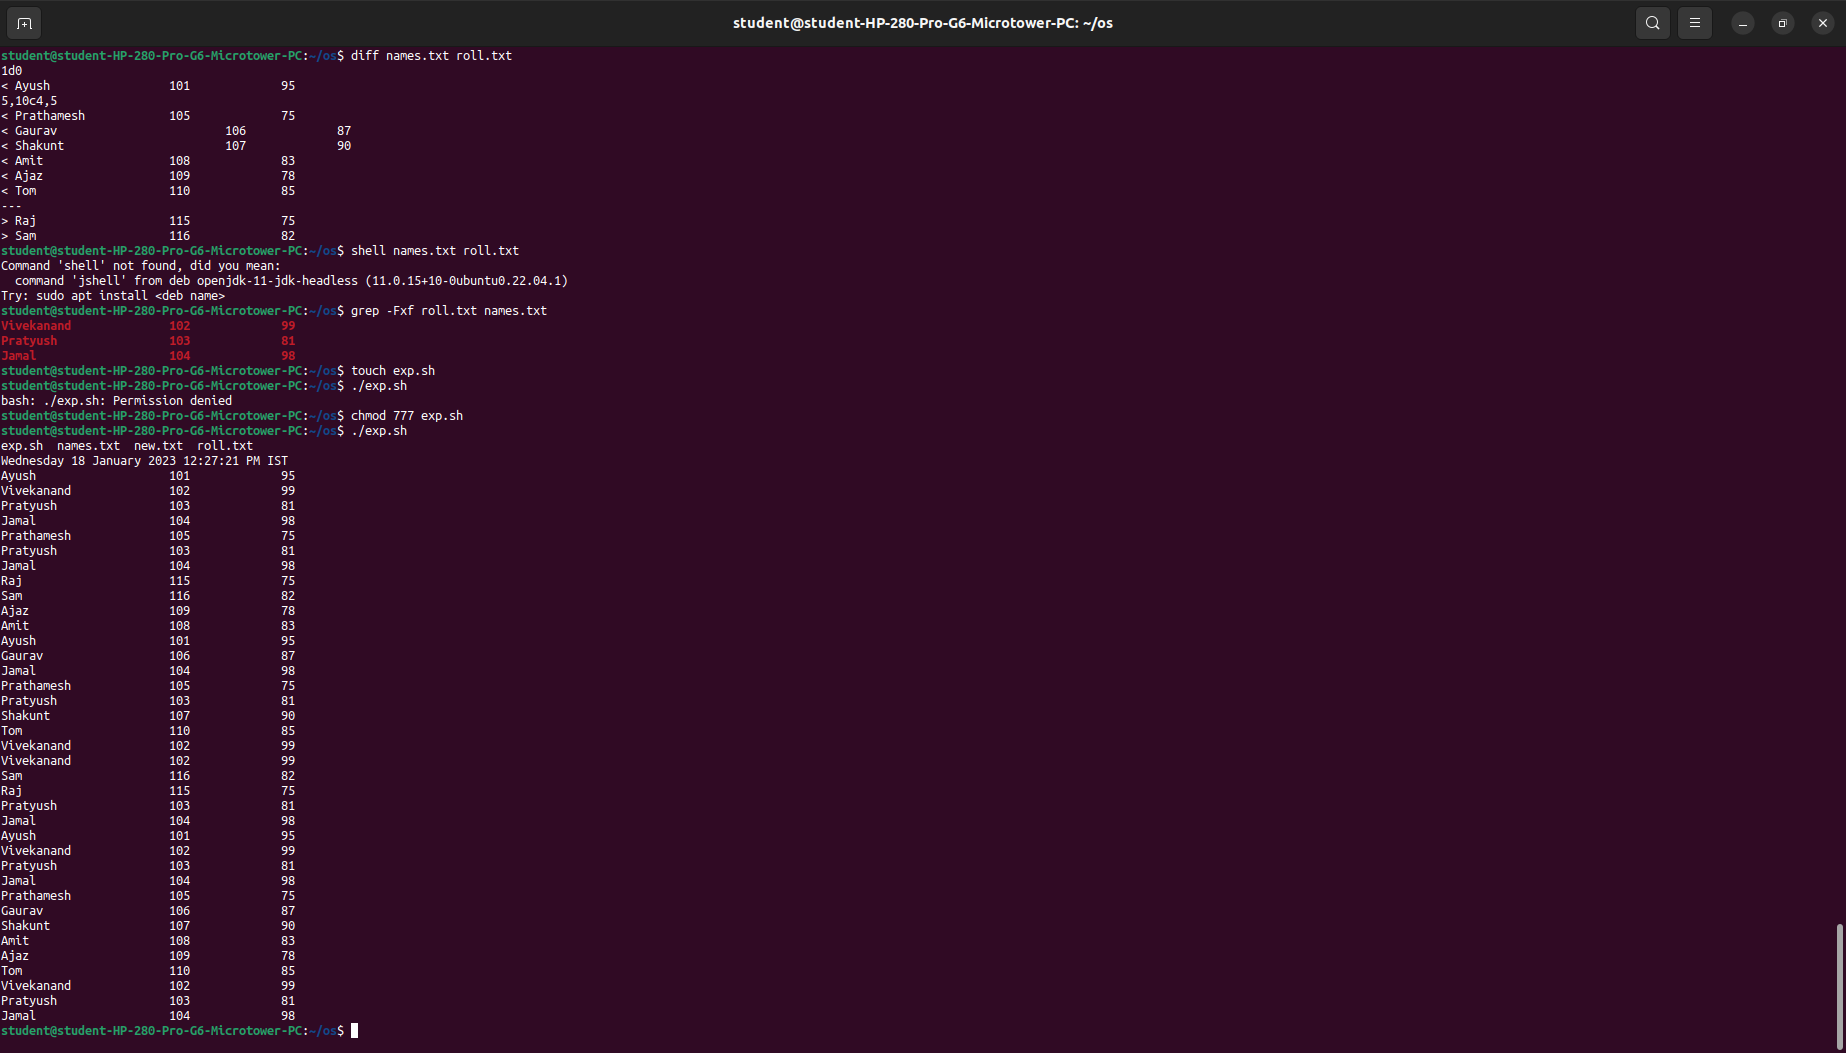 student@student-HP-280-Pro-G6-Microtower-PC: ~/os
student@student-HP-280-Pro-G6-Microtower-PC:~/os$ diff names.txt roll.txt
1d0
< Ayush 101 95
5,10c4,5
< Prathamesh 105 75
< Gaurav 106 87
< Shakunt 107 90
< Amit 108 83
< Ajaz 109 78
< Tom 110 85
---
> Raj 115 75
> Sam 116 82
student@student-HP-280-Pro-G6-Microtower-PC:~/os$ shell names.txt roll.txt
Command 'shell' not found, did you mean:
command 'jshell' from deb openjdk-11-jdk-headless (11.0.15+10-0ubuntu0.22.04.1)
Try: sudo apt install <deb name>
student@student-HP-280-Pro-G6-Microtower-PC:~/os$ grep -Fxf roll.txt names.txt
Vivekanand 102 99
Pratyush 103 81
Jamal 104 98
student@student-HP-280-Pro-G6-Microtower-PC:~/os$ touch exp.sh
student@student-HP-280-Pro-G6-Microtower-PC:~/os$ ./exp.sh
bash: ./exp.sh: Permission denied
student@student-HP-280-Pro-G6-Microtower-PC:~/os$ chmod 777 exp.sh
student@student-HP-280-Pro-G6-Microtower-PC:~/os$ ./exp.sh
exp.sh names.txt new.txt roll.txt
Wednesday 18 January 2023 12:27:21 PM IST
Ayush 101 95
Vivekanand 102 99
Pratyush 103 81
Jamal 104 98
Prathamesh 105 75
Pratyush 103 81
Jamal 104 98
Raj 115 75
Sam 116 82
Ajaz 109 78
Amit 108 83
Ayush 101 95
Gaurav 106 87
Jamal 104 98
Prathamesh 105 75
Pratyush 103 81
Shakunt 107 90
Tom 110 85
Vivekanand 102 99
Vivekanand 102 99
Sam 116 82
Raj 115 75
Pratyush 103 81
Jamal 104 98
Ayush 101 95
Vivekanand 102 99
Pratyush 103 81
Jamal 104 98
Prathamesh 105 75
Gaurav 106 87
Shakunt 107 90
Amit 108 83
Ajaz 109 78
Tom 110 85
Vivekanand 102 99
Pratyush 103 81
Jamal 104 98
student@student-HP-280-Pro-G6-Microtower-PC:~/os$